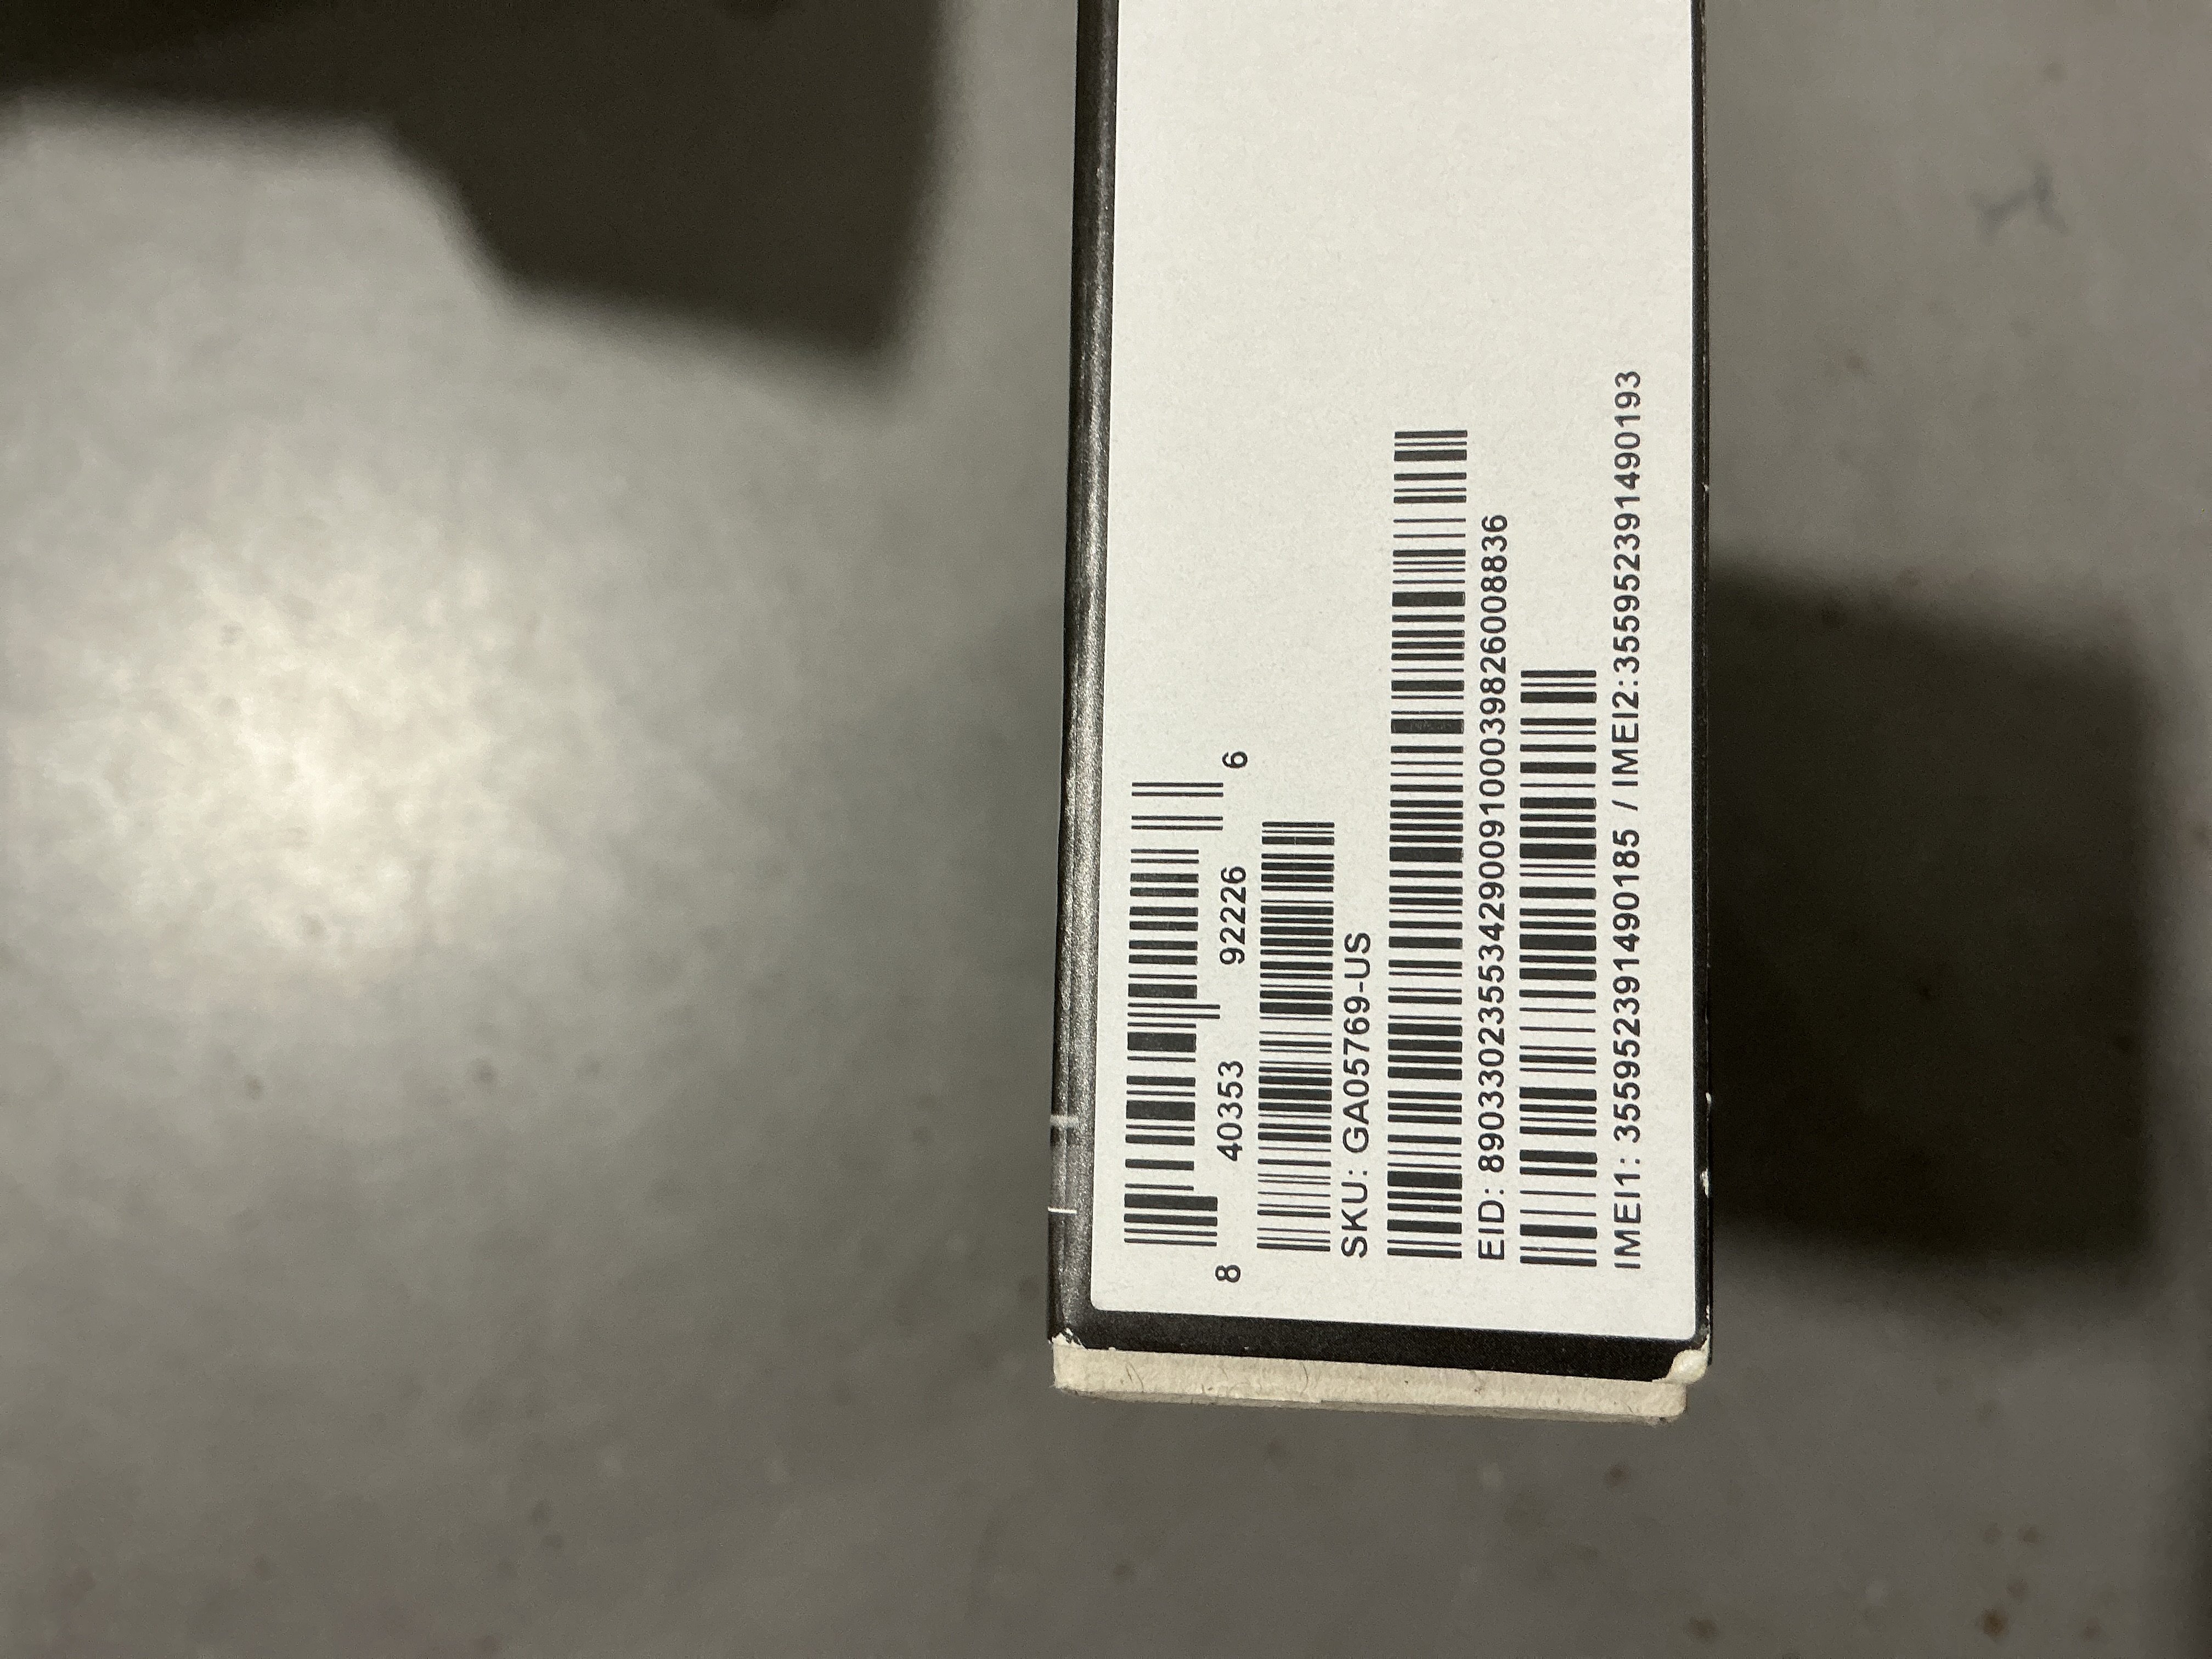 8 40353 92226 6
SKU: GA05769-US
EID: 89033023553429009100039826008836
IMEI1: 355952391490185 / IMEI2:355952391490193